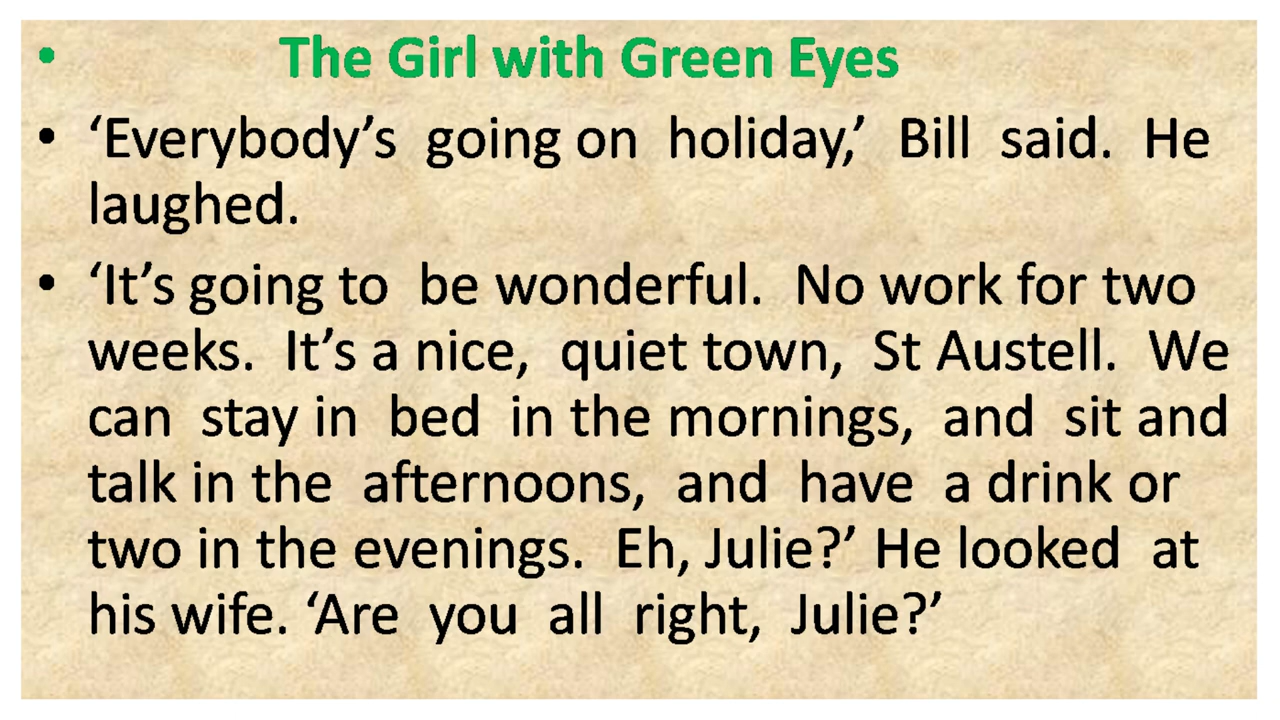 • The Girl with Green Eyes
• ‘Everybody’s going on holiday,’ Bill said. He
laughed.
• ‘It’s going to be wonderful. No work for two
weeks. It’s a nice, quiet town, St Austell. We
can stay in bed in the mornings, and sit and
talk in the afternoons, and have a drink or
two in the evenings. Eh, Julie?’ He looked at
his wife. ‘Are you all right, Julie?’